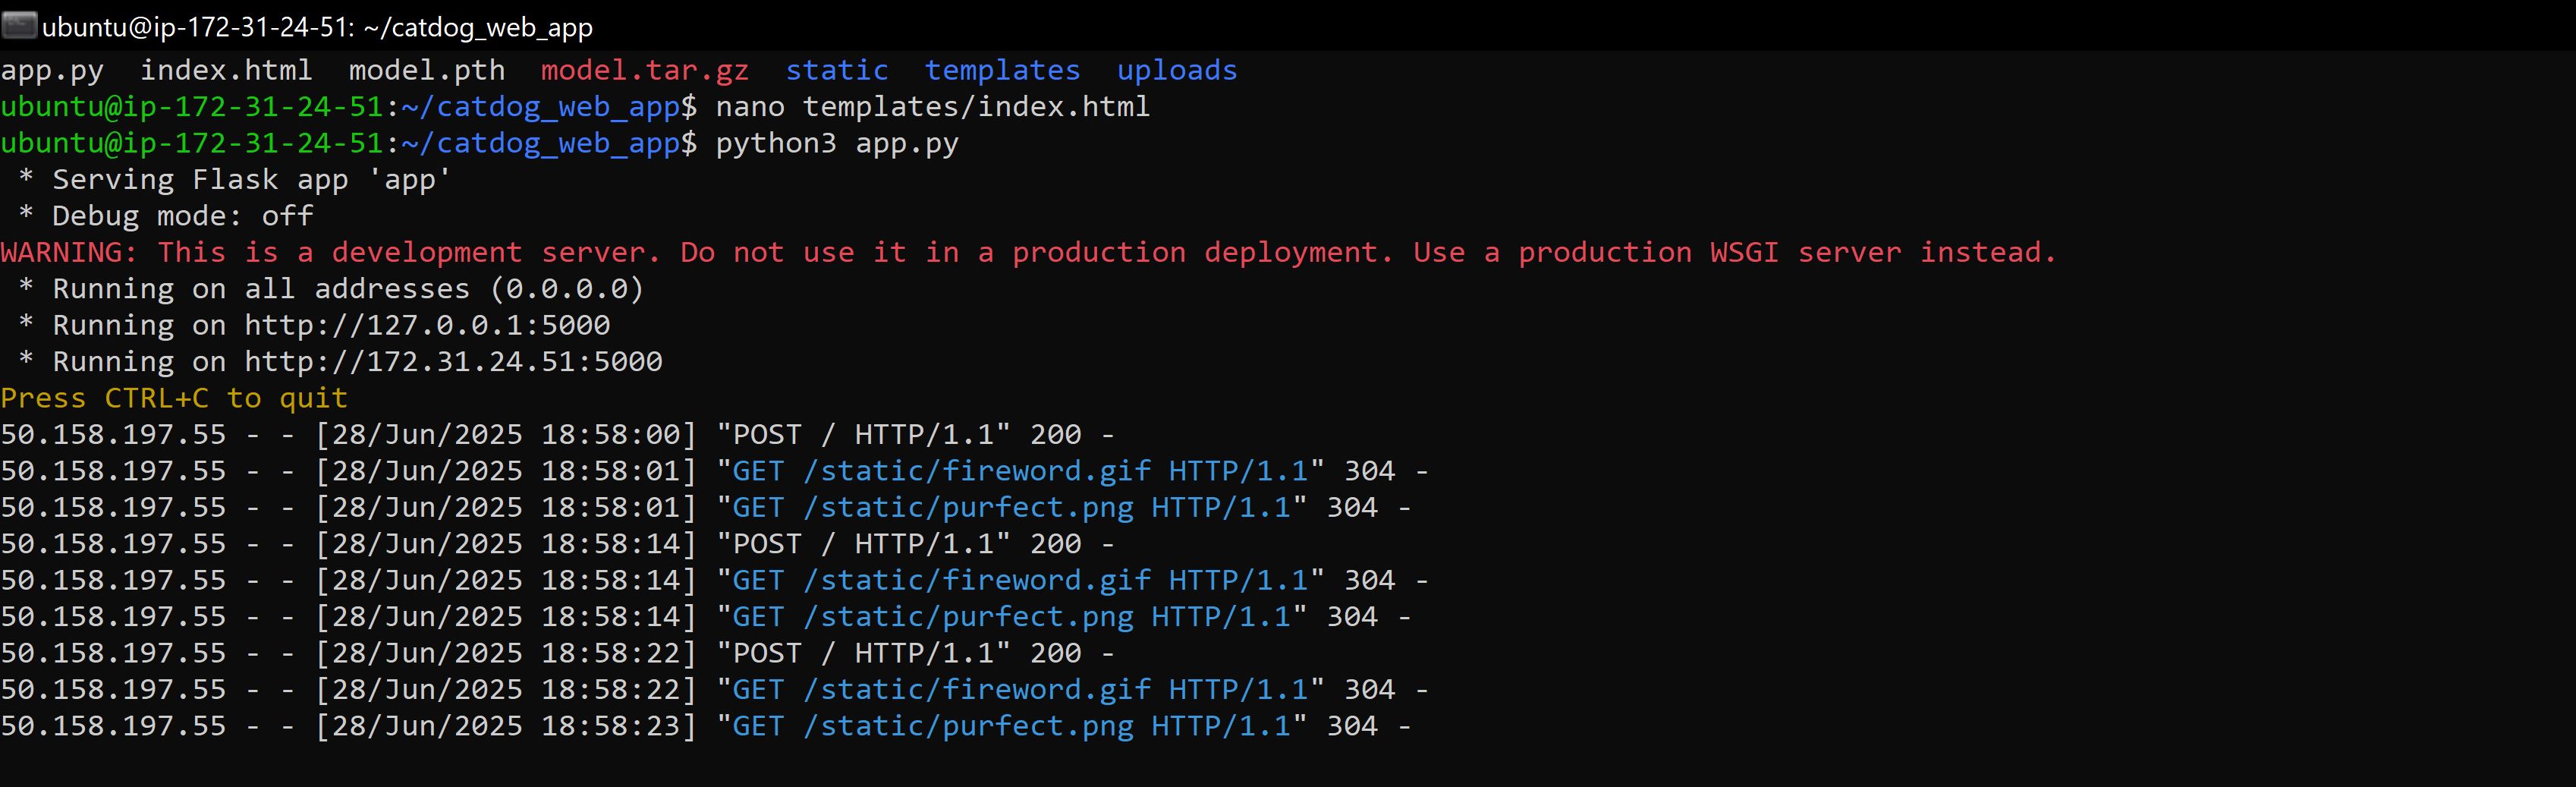 ubuntu@ip-172-31-24-51: ~/catdog_web_app
app.py  index.html  model.pth  model.tar.gz  static  templates  uploads
ubuntu@ip-172-31-24-51:~/catdog_web_app$ nano templates/index.html
ubuntu@ip-172-31-24-51:~/catdog_web_app$ python3 app.py
 * Serving Flask app 'app'
 * Debug mode: off
WARNING: This is a development server. Do not use it in a production deployment. Use a production WSGI server instead.
 * Running on all addresses (0.0.0.0)
 * Running on http://127.0.0.1:5000
 * Running on http://172.31.24.51:5000
Press CTRL+C to quit
50.158.197.55 - - [28/Jun/2025 18:58:00] "POST / HTTP/1.1" 200 -
50.158.197.55 - - [28/Jun/2025 18:58:01] "GET /static/fireword.gif HTTP/1.1" 304 -
50.158.197.55 - - [28/Jun/2025 18:58:01] "GET /static/purfect.png HTTP/1.1" 304 -
50.158.197.55 - - [28/Jun/2025 18:58:14] "POST / HTTP/1.1" 200 -
50.158.197.55 - - [28/Jun/2025 18:58:14] "GET /static/fireword.gif HTTP/1.1" 304 -
50.158.197.55 - - [28/Jun/2025 18:58:14] "GET /static/purfect.png HTTP/1.1" 304 -
50.158.197.55 - - [28/Jun/2025 18:58:22] "POST / HTTP/1.1" 200 -
50.158.197.55 - - [28/Jun/2025 18:58:22] "GET /static/fireword.gif HTTP/1.1" 304 -
50.158.197.55 - - [28/Jun/2025 18:58:23] "GET /static/purfect.png HTTP/1.1" 304 -